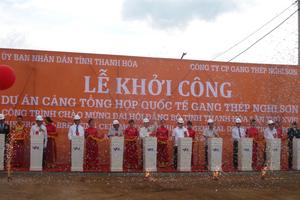 ỦY BAN NHÂN DÂN TỈNH THANH HÓA
CÔNG TY CP GANG THÉP NGHI SƠN
LỄ KHỞI CÔNG
DỰ ÁN CẢNG TỔNG HỢP QUỐC TẾ GANG THÉP NGHI SƠN
CÔNG TRÌNH CHÀO MỪNG ĐẠI HỘI ĐẢNG BỘ TỈNH THANH HÓA